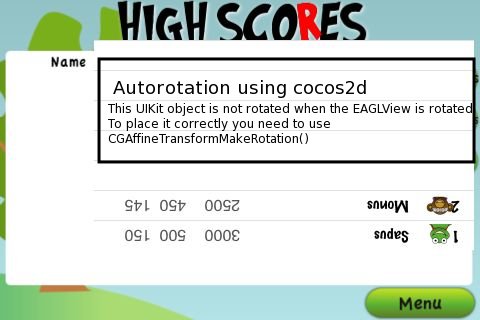 HIGH SCORES
Name
Autorotation using cocos2d
This UIKit object is not rotated when the EAGLView is rotated
To place it correctly you need to use
CGAffineTransformMakeRotation()
2 Monus 2500 450 145
1 Sapus 3000 500 150
Menu